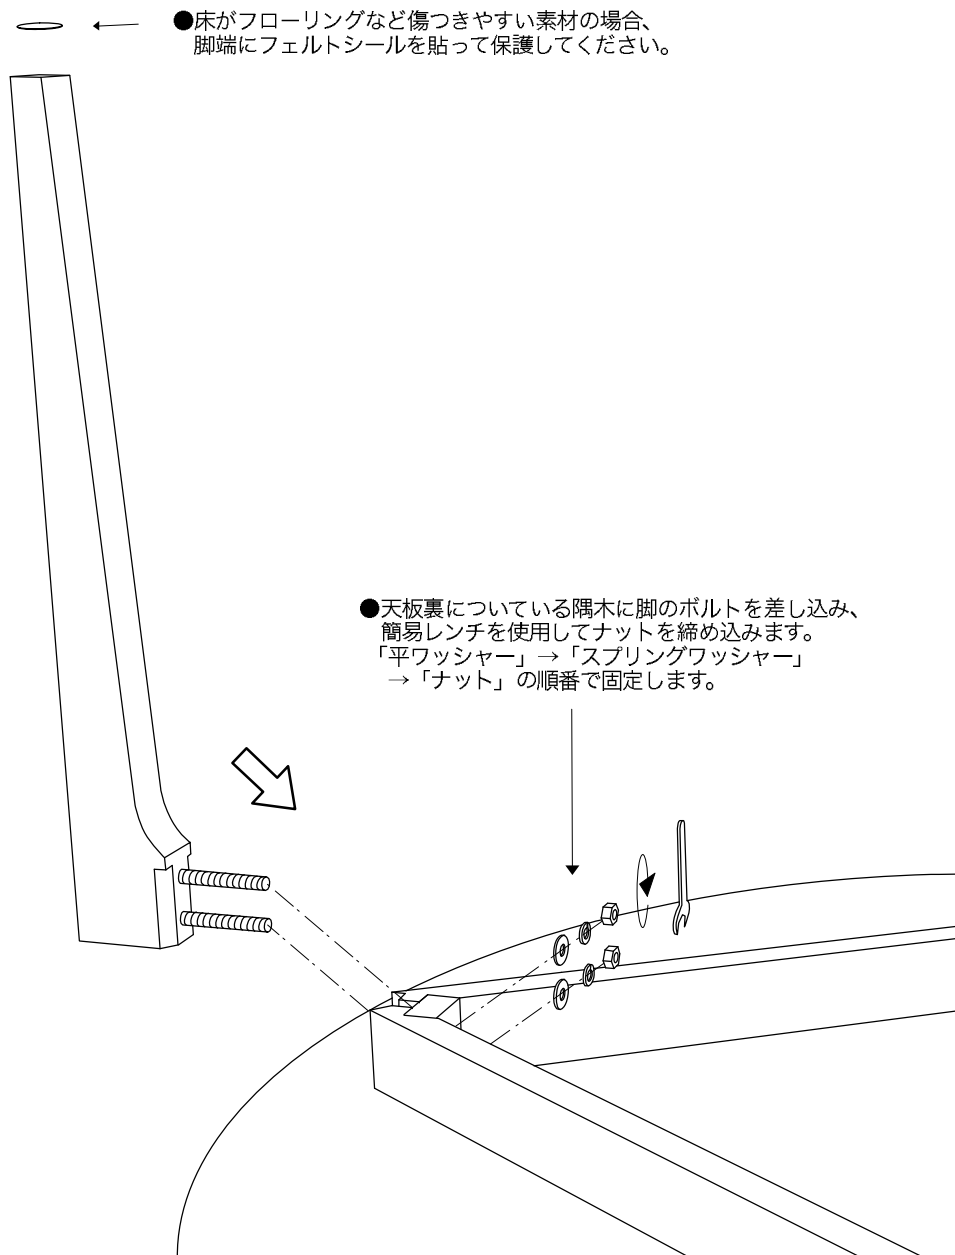 ●床がフローリングなど傷つきやすい素材の場合、
脚端にフェルトシールを貼って保護してください。
●天板裏についている隅木に脚のボルトを差し込み、
簡易レンチを使用してナットを締め込みます。
「平ワッシャー」→「スプリングワッシャー」
→「ナット」の順番で固定します。